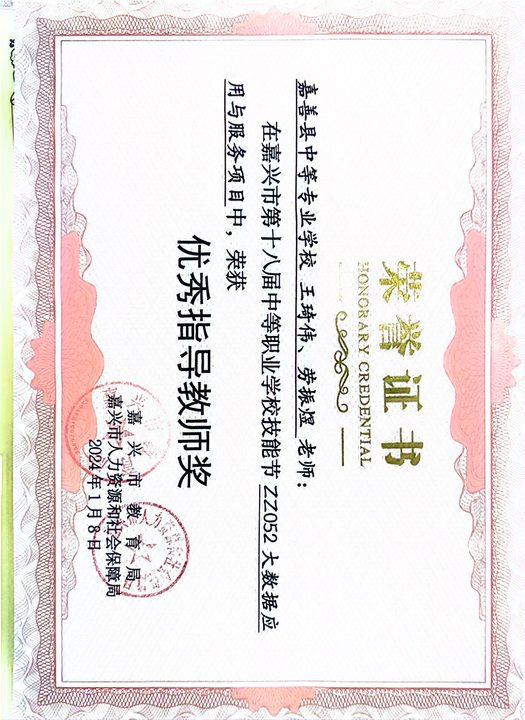 荣誉证书
HONORARY CREDENTIAL
嘉善县中等专业学校 王琦伟、劳振煜 老师：
在嘉兴市第十八届中等职业学校技能节 ZZ052 大数据应
用与服务项目中，荣获
优秀指导教师奖
嘉兴市教育局
嘉兴市人力资源和社会保障局
2024年1月8日